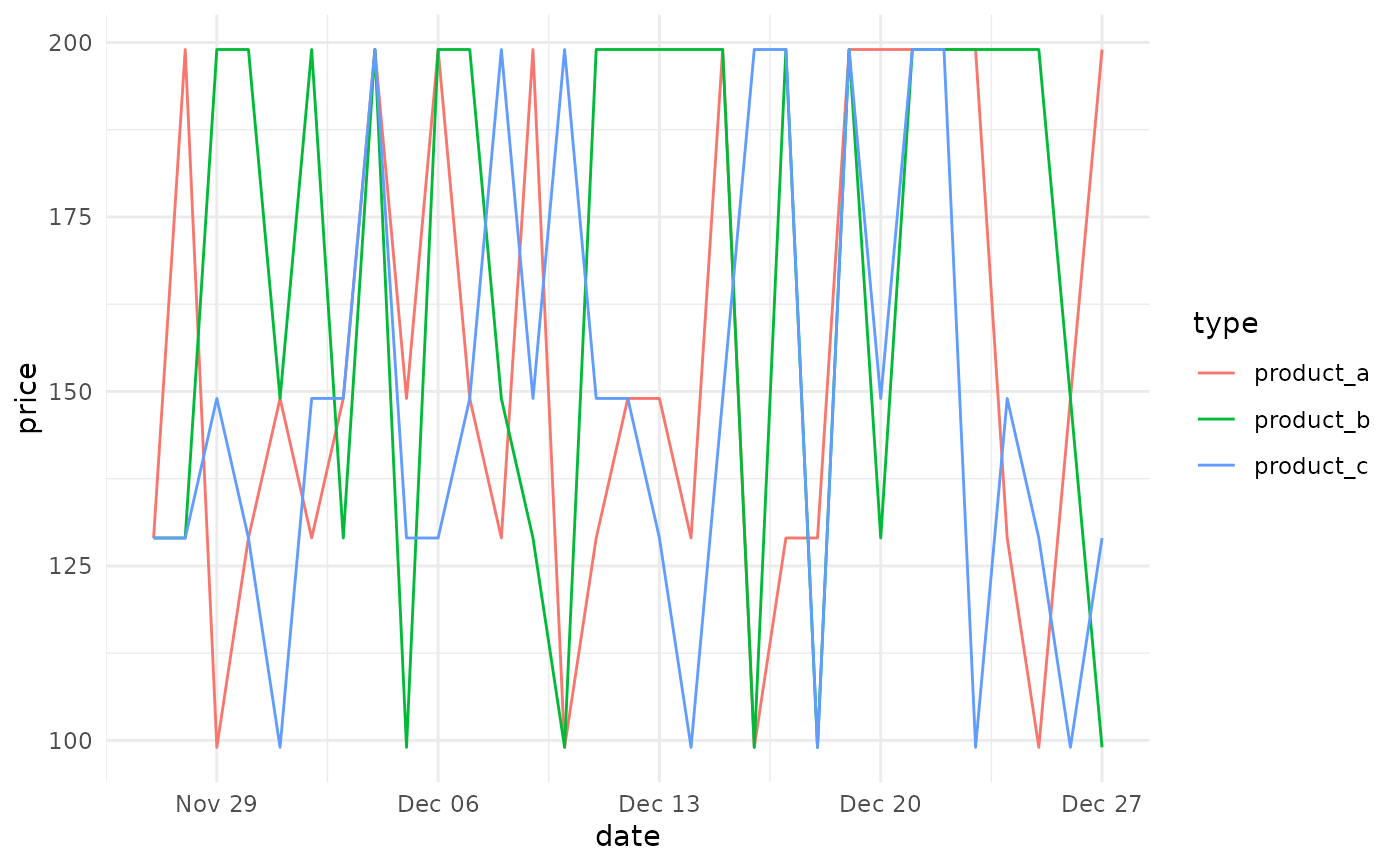 200
175
150
125
100
price
Nov 29
Dec 06
Dec 13
Dec 20
Dec 27
date
type
product_a
product_b
product_c